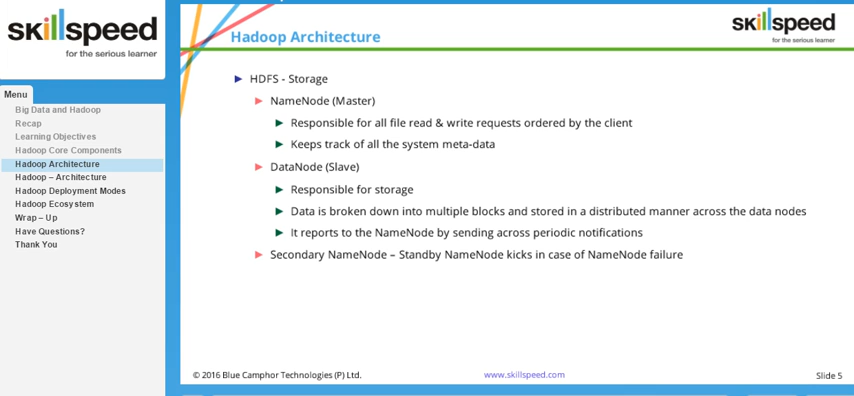 skillspeed
for the serious learner
Menu
Big Data and Hadoop
Recap
Learning Objectives
Hadoop Core Components
Hadoop Architecture
Hadoop – Architecture
Hadoop Deployment Modes
Hadoop Ecosystem
Wrap – Up
Have Questions?
Thank You
Hadoop Architecture
skillspeed
for the serious learner
HDFS - Storage
NameNode (Master)
Responsible for all file read & write requests ordered by the client
Keeps track of all the system meta-data
DataNode (Slave)
Responsible for storage
Data is broken down into multiple blocks and stored in a distributed manner across the data nodes
It reports to the NameNode by sending across periodic notifications
Secondary NameNode – Standby NameNode kicks in case of NameNode failure
© 2016 Blue Camphor Technologies (P) Ltd.
www.skillspeed.com
Slide 5